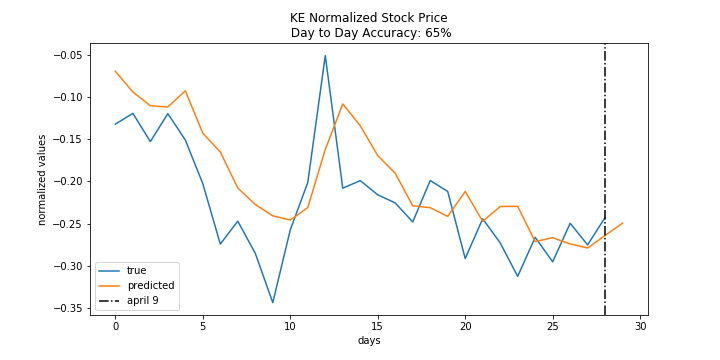 KE Normalized Stock Price
Day to Day Accuracy: 65%
normalized values
−0.05
−0.10
−0.15
−0.20
−0.25
−0.30
−0.35
true
predicted
april 9
0 5 10 15 20 25 30
days